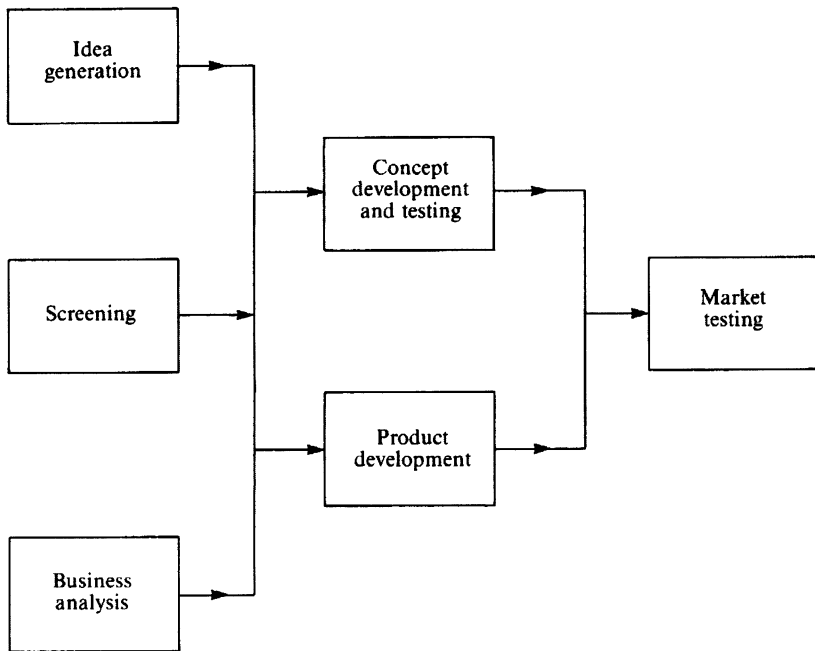 Idea
generation
Concept
development
and testing
Screening
Market
testing
Product
development
Business
analysis